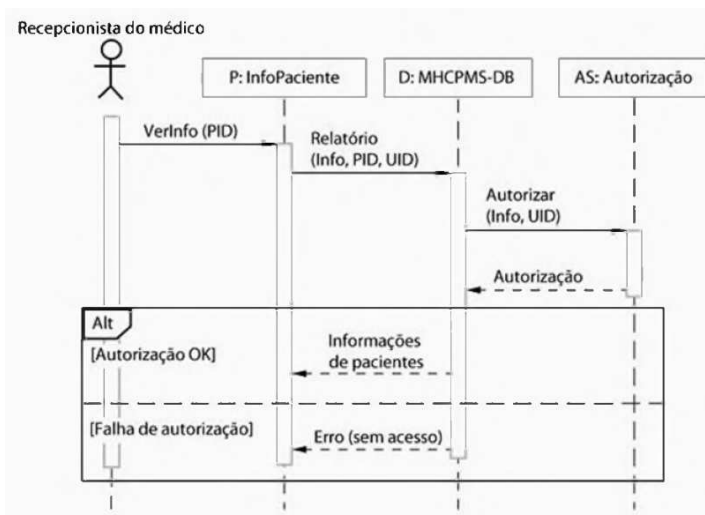 Recepcionista do médico
P: InfoPaciente
D: MHCPMS-DB
AS: Autorização
VerInfo (PID)
Relatório
(Info, PID, UID)
Autorizar
(Info, UID)
Autorização
Alt
[Autorização OK]
Informações
de pacientes
[Falha de autorização]
Erro (sem acesso)